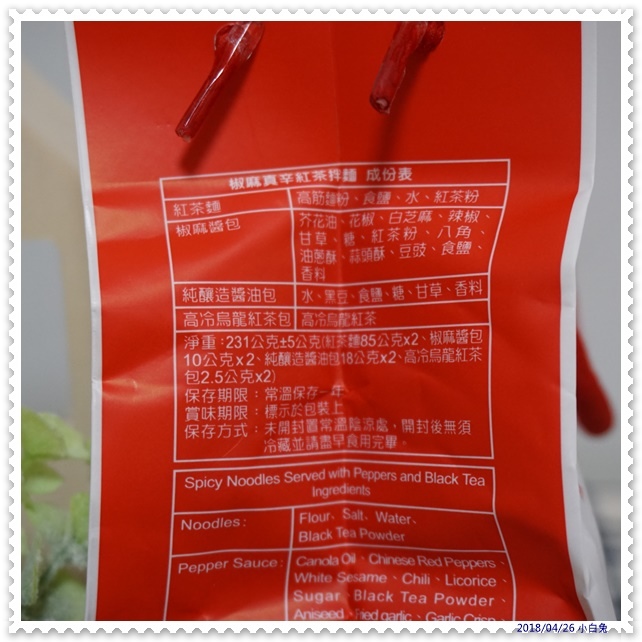 椒麻真辛紅茶拌麵 成份表
紅茶麵
高筋麵粉、食鹽、水、紅茶粉
椒麻醬包
芥花油、花椒、白芝麻、辣椒、
甘草、糖、紅茶粉、八角、
油蔥酥、蒜頭酥、豆豉、食鹽、
香料
純釀造醬油包
水、黑豆、食鹽、糖、甘草、香料
高冷烏龍紅茶包
高冷烏龍紅茶
淨重:231公克±5公克(紅茶麵85公克x2、椒麻醬包
10公克x2、純釀造醬油包18公克x2、高冷烏龍紅茶
包2.5公克x2)
保存期限:常溫保存一年
賞味期限:標示於包裝上
保存方式:未開封置常溫陰涼處,開封後無須
冷藏並請盡早食用完畢。
Spicy Noodles Served with Peppers and Black Tea
Ingredients
Noodles:
Flour、Salt、Water、
Black Tea Powder
Pepper Sauce:
Canola Oil、Chinese Red Peppers、
White Sesame、Chili、Licorice、
Sugar、Black Tea Powder、
Aniseed、Fried garlic、Garlic Crisp、
2018/04/26 小白兔